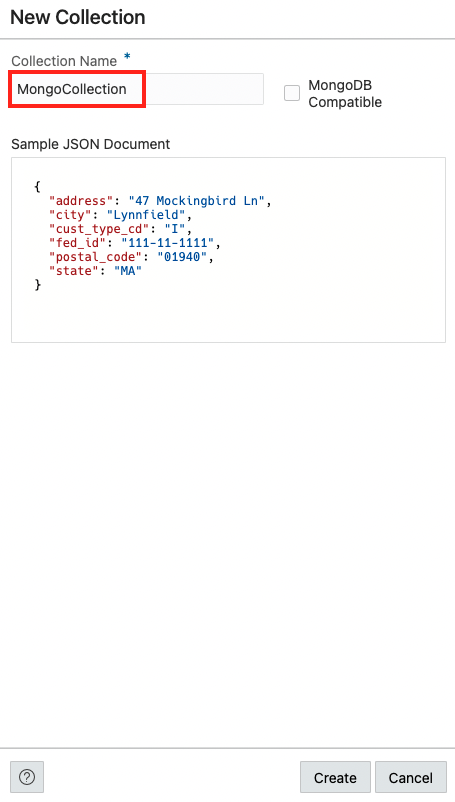 New Collection
Collection Name *
MongoCollection
MongoDB
Compatible
Sample JSON Document
{
"address": "47 Mockingbird Ln",
"city": "Lynnfield",
"cust_type_cd": "I",
"fed_id": "111-11-1111",
"postal_code": "01940",
"state": "MA"
}
?
Create
Cancel